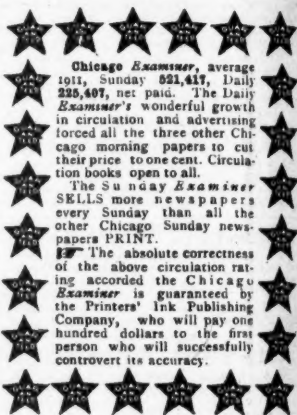 Chicago Examiner, average
1911, Sunday 521,417, Daily
225,407, net paid. The Daily
Examiner's wonderful growth
in circulation and advertising
forced all the three other Chi-
cago morning papers to cut
their price to one cent. Circula-
tion books open to all.
The Sunday Examiner
SELLS more newspapers
every Sunday than all the
other Chicago Sunday news-
papers PRINT.
☛ The absolute correctness
of the above circulation rat-
ing accorded the Chicago
Examiner is guaranteed by
the Printers' Ink Publishing
Company, who will pay one
hundred dollars to the first
person who will successfully
controvert its accuracy.